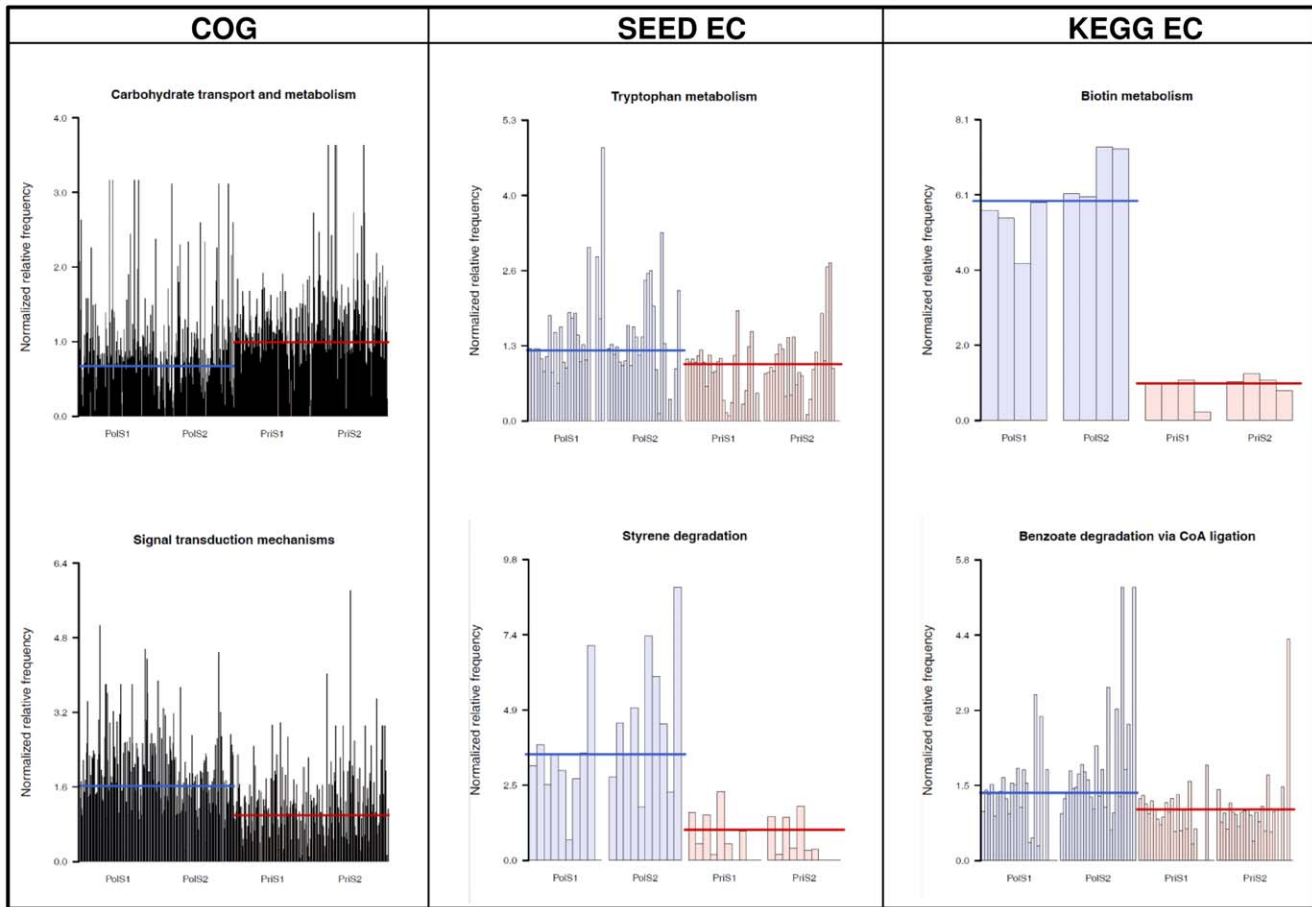 COG
SEED EC
KEGG EC
Carbohydrate transport and metabolism
Normalized relative frequency
4.0
3.0
2.0
1.0
0.0
PolS1 PolS2 PriS1 PriS2
Tryptophan metabolism
Normalized relative frequency
5.3
4.0
2.6
1.3
0.0
PolS1 PolS2 PriS1 PriS2
Biotin metabolism
Normalized relative frequency
8.1
6.1
4.0
2.0
0.0
PolS1 PolS2 PriS1 PriS2
Signal transduction mechanisms
Normalized relative frequency
6.4
4.8
3.2
1.6
0.0
PolS1 PolS2 PriS1 PriS2
Styrene degradation
Normalized relative frequency
9.8
7.4
4.9
2.5
0.0
PolS1 PolS2 PriS1 PriS2
Benzoate degradation via CoA ligation
Normalized relative frequency
5.8
4.4
2.9
1.5
0.0
PolS1 PolS2 PriS1 PriS2